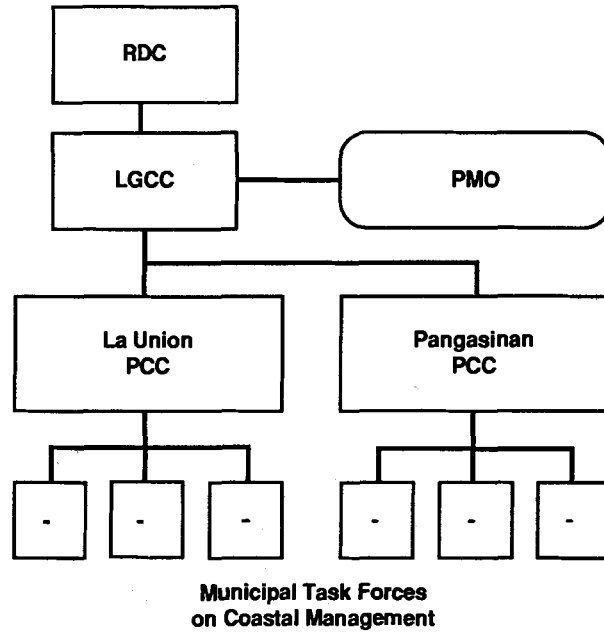 RDC
LGCC
PMO
La Union
PCC
Pangasinan
PCC
- - - - - -
Municipal Task Forces
on Coastal Management